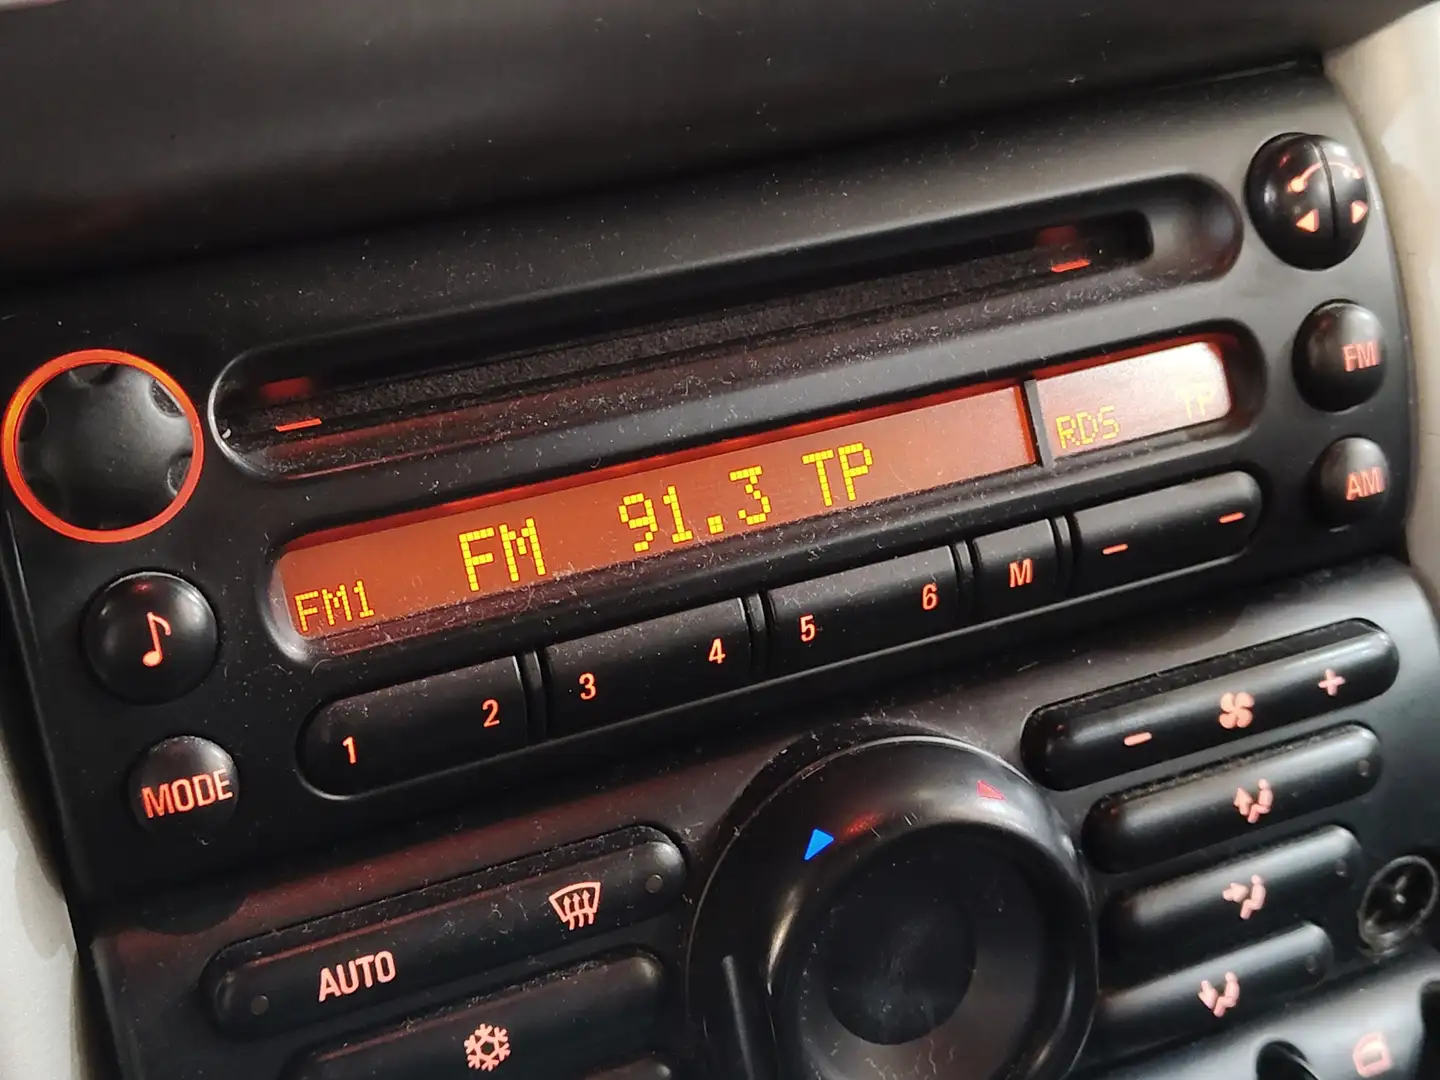 FM
RDS TP
FM 91.3 TP
FM1
AM
1 2 3 4 5 6 M
MODE
AUTO